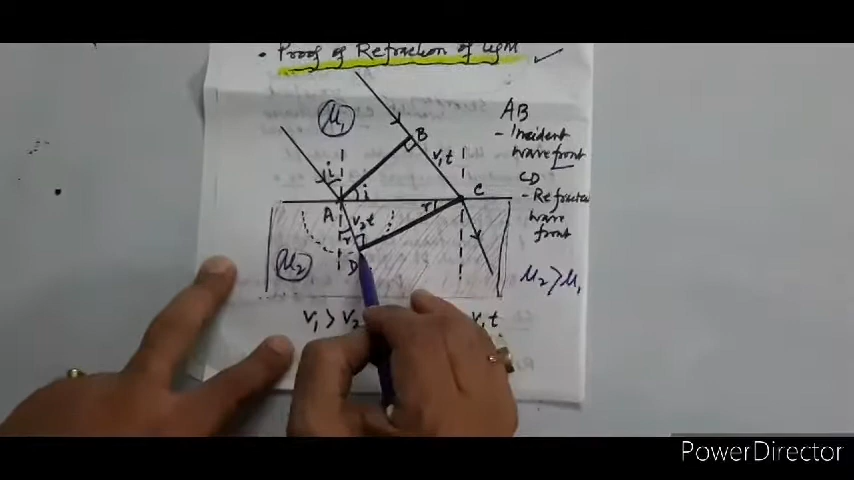 • Proof of Refraction of light
μ1
AB
- Incident
wavefront
CD
- Refracted
wave
front
B
v1t
i
i
A
C
r
v2t
r
D
μ2
μ2 > μ1
v1 > v2
v1t
PowerDirector